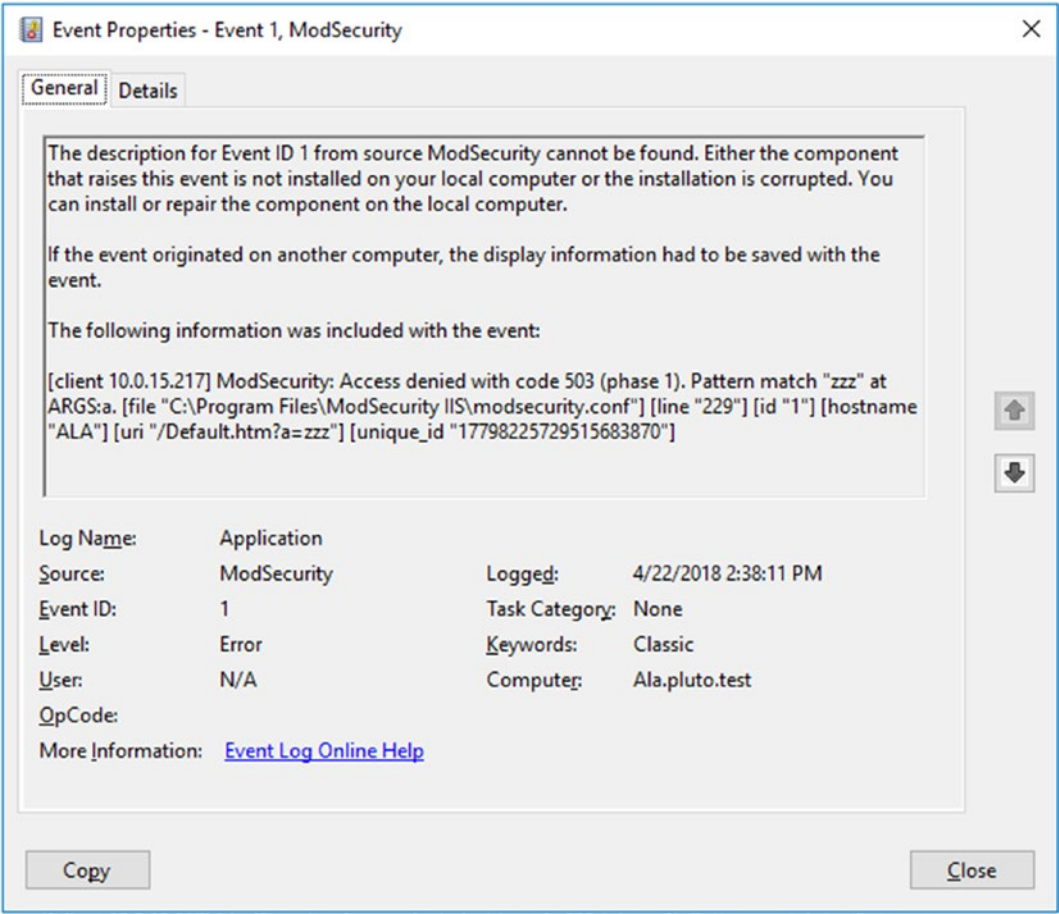 Event Properties - Event 1, ModSecurity
General Details
The description for Event ID 1 from source ModSecurity cannot be found. Either the component
that raises this event is not installed on your local computer or the installation is corrupted. You
can install or repair the component on the local computer.
If the event originated on another computer, the display information had to be saved with the
event.
The following information was included with the event:
[client 10.0.15.217] ModSecurity: Access denied with code 503 (phase 1). Pattern match "zzz" at
ARGS:a. [file "C:\Program Files\ModSecurity IIS\modsecurity.conf"] [line "229"] [id "1"] [hostname
"ALA"] [uri "/Default.htm?a=zzz"] [unique_id "17798225729515683870"]
Log Name: Application
Source: ModSecurity Logged: 4/22/2018 2:38:11 PM
Event ID: 1 Task Category: None
Level: Error Keywords: Classic
User: N/A Computer: Ala.pluto.test
OpCode:
More Information: Event Log Online Help
Copy Close